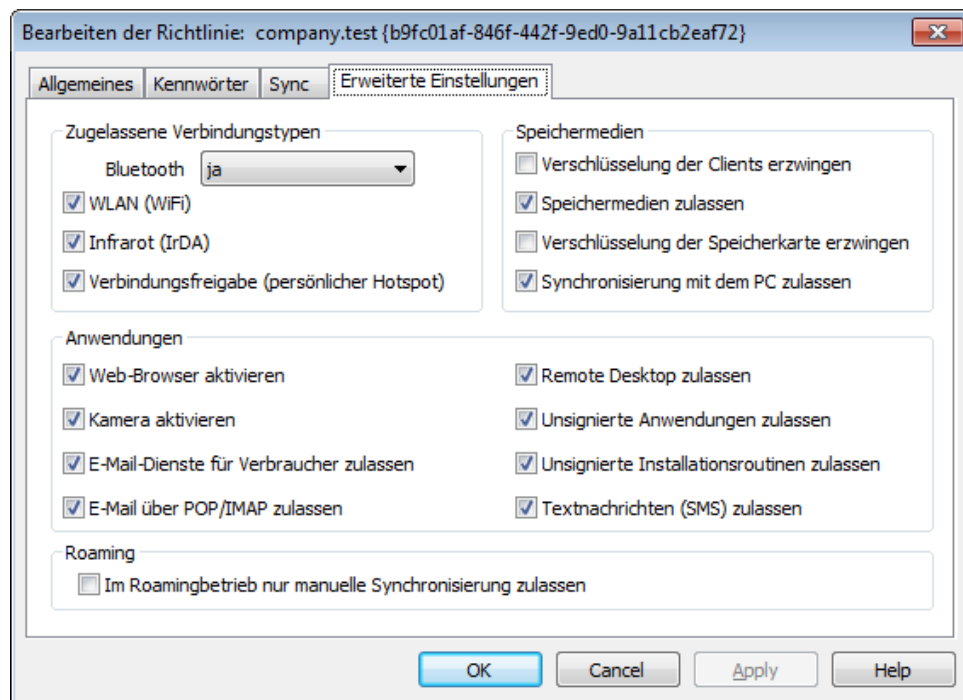 Bearbeiten der Richtlinie: company.test {b9fc01af-846f-442f-9ed0-9a11cb2eaf72}
Allgemeines Kennwörter Sync Erweiterte Einstellungen
Zugelassene Verbindungstypen
Bluetooth ja
WLAN (WiFi)
Infrarot (IrDA)
Verbindungsfreigabe (persönlicher Hotspot)
Speichermedien
Verschlüsselung der Clients erzwingen
Speichermedien zulassen
Verschlüsselung der Speicherkarte erzwingen
Synchronisierung mit dem PC zulassen
Anwendungen
Web-Browser aktivieren
Kamera aktivieren
E-Mail-Dienste für Verbraucher zulassen
E-Mail über POP/IMAP zulassen
Remote Desktop zulassen
Unsignierte Anwendungen zulassen
Unsignierte Installationsroutinen zulassen
Textnachrichten (SMS) zulassen
Roaming
Im Roamingbetrieb nur manuelle Synchronisierung zulassen
OK Cancel Apply Help